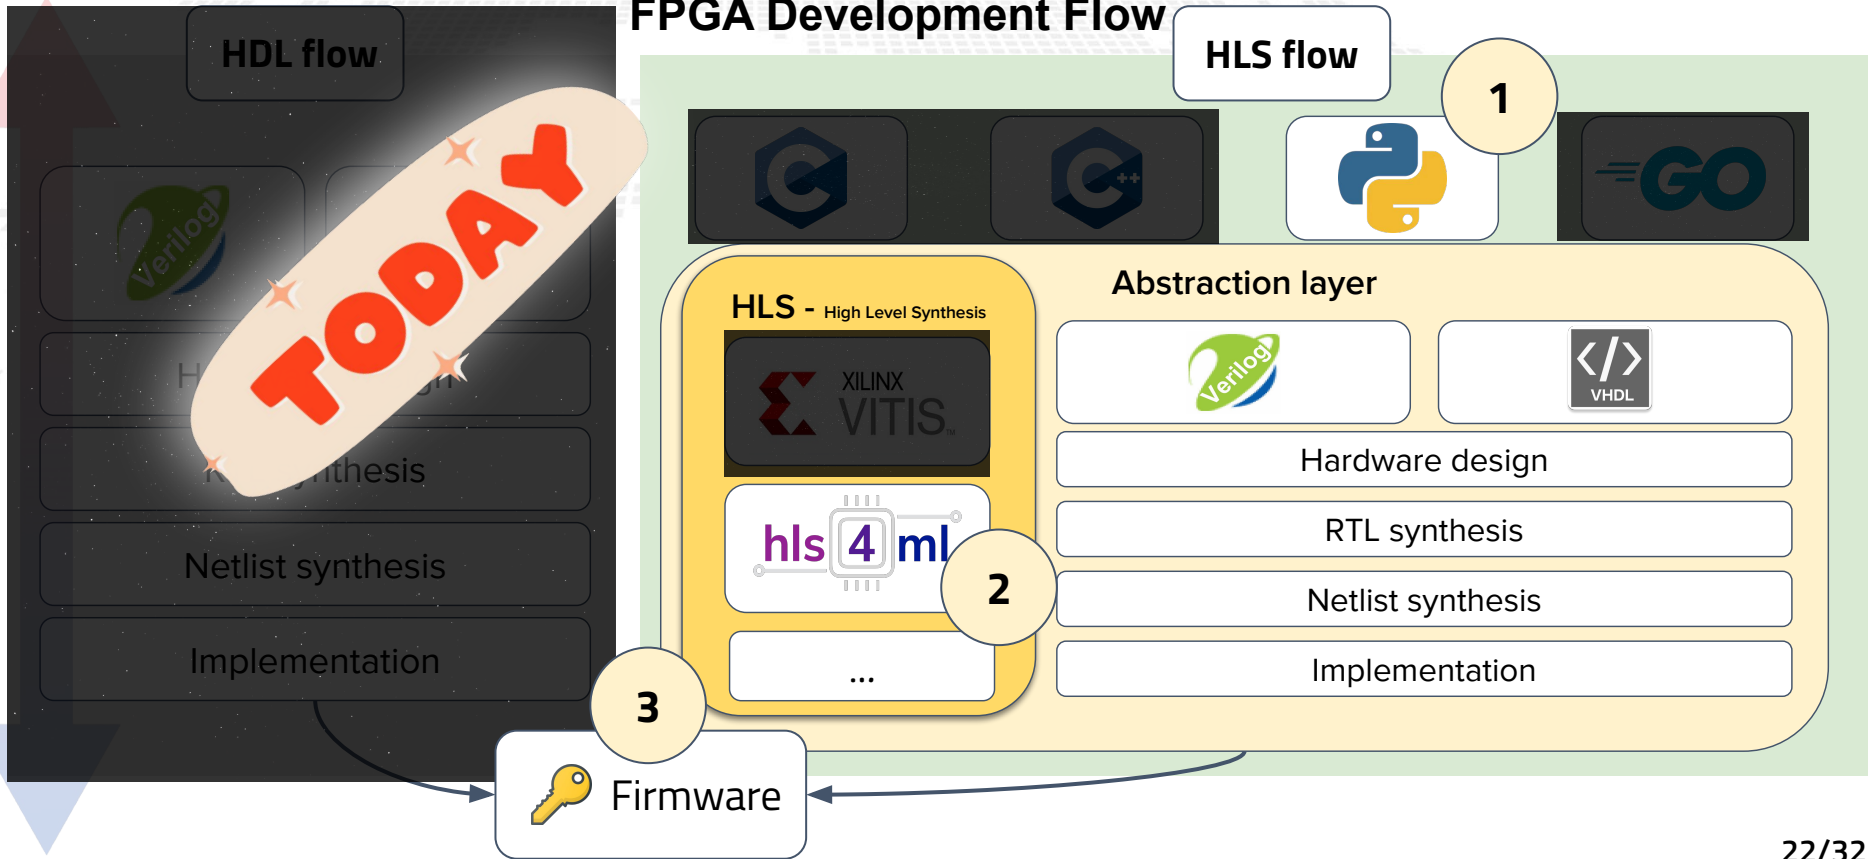 FPGA Development Flow
HDL flow
HLS flow
1
TODAY
Verilog
C
C++
GO
Abstraction layer
HLS - High Level Synthesis
XILINX
VITIS
Verilog
</>
VHDL
Hardware design
hls 4 ml
RTL synthesis
2
Netlist synthesis
Netlist synthesis
...
Implementation
Implementation
3
Firmware
22/32